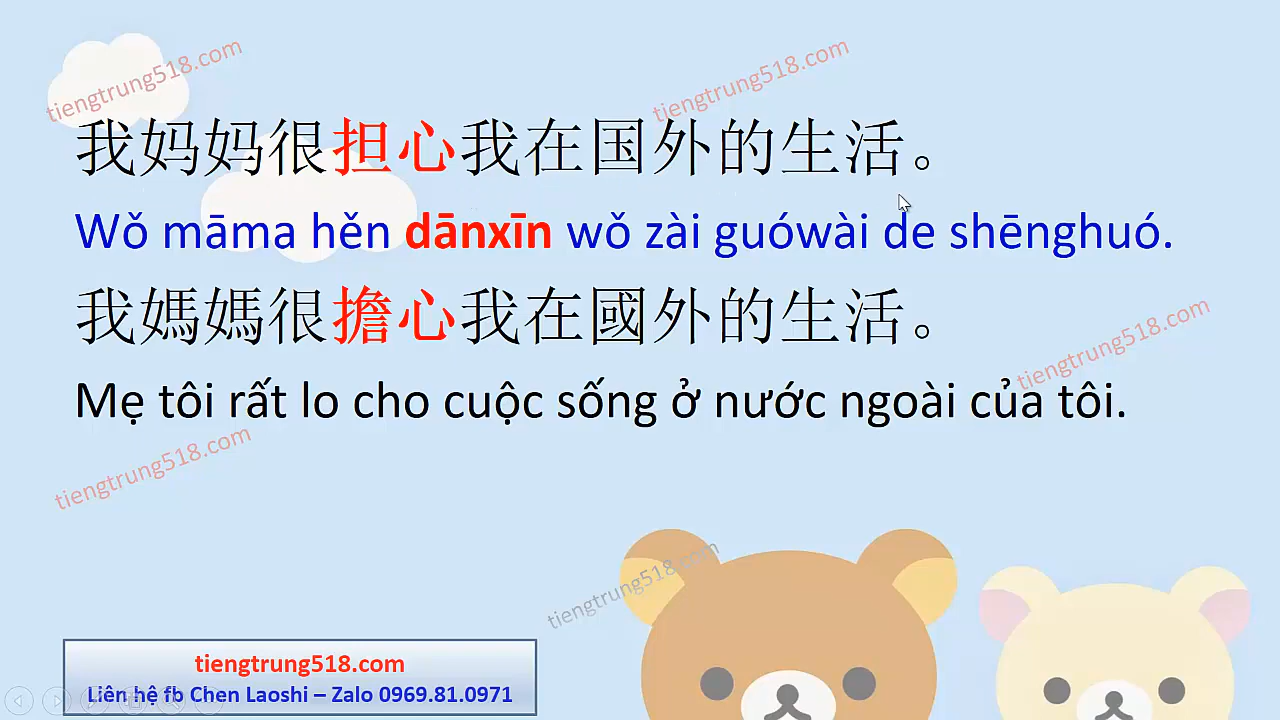 tiengtrung518.com
tiengtrung518.com
我妈妈很担心我在国外的生活。
Wǒ māma hěn dānxīn wǒ zài guówài de shēnghuó.
我媽媽很擔心我在國外的生活。
tiengtrung518.com
Mẹ tôi rất lo cho cuộc sống ở nước ngoài của tôi.
tiengtrung518.com
tiengtrung518.com
tiengtrung518.com
Liên hệ fb Chen Laoshi – Zalo 0969.81.0971